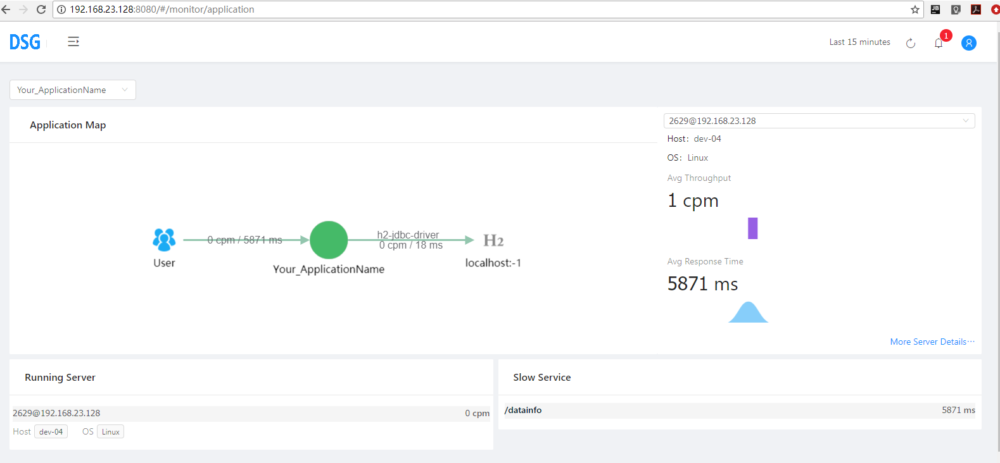 192.168.23.128:8080/#/monitor/application
JB
DSG
Last 15 minutes
1
Your_ApplicationName
Application Map
2629@192.168.23.128
Host: dev-04
OS: Linux
Avg Throughput
1 cpm
0 cpm / 5871 ms
h2-jdbc-driver
0 cpm / 18 ms
H2
User
Your_ApplicationName
localhost:-1
Avg Response Time
5871 ms
More Server Details···
Running Server
2629@192.168.23.128 0 cpm
Host dev-04 OS Linux
Slow Service
/datainfo 5871 ms